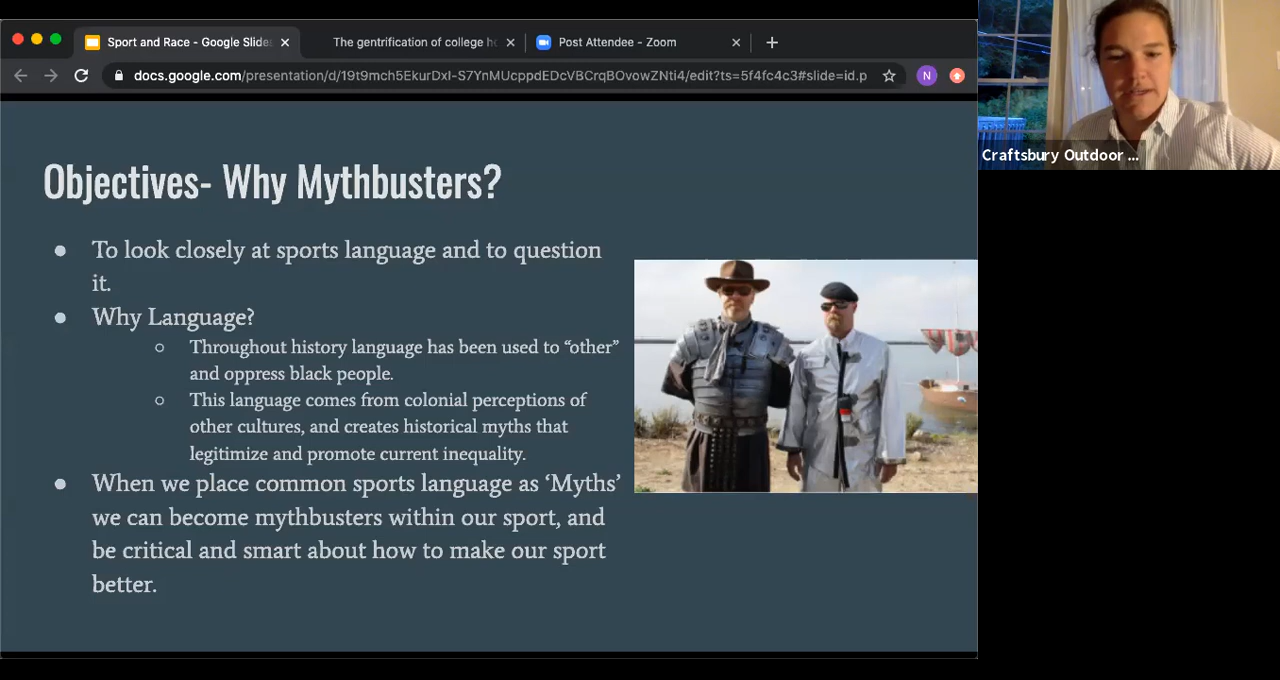 Sport and Race - Google Slides
The gentrification of college h
Post Attendee - Zoom
docs.google.com/presentation/d/19t9mch5EkurDxI-S7YnMUcppdEDcVBCrqBOvowZNti4/edit?ts=5f4fc4c3#slide=id.p
N
Craftsbury Outdoor ...
Objectives- Why Mythbusters?
● To look closely at sports language and to question
it.
● Why Language?
○ Throughout history language has been used to “other”
and oppress black people.
○ This language comes from colonial perceptions of
other cultures, and creates historical myths that
legitimize and promote current inequality.
● When we place common sports language as ‘Myths’
we can become mythbusters within our sport, and
be critical and smart about how to make our sport
better.